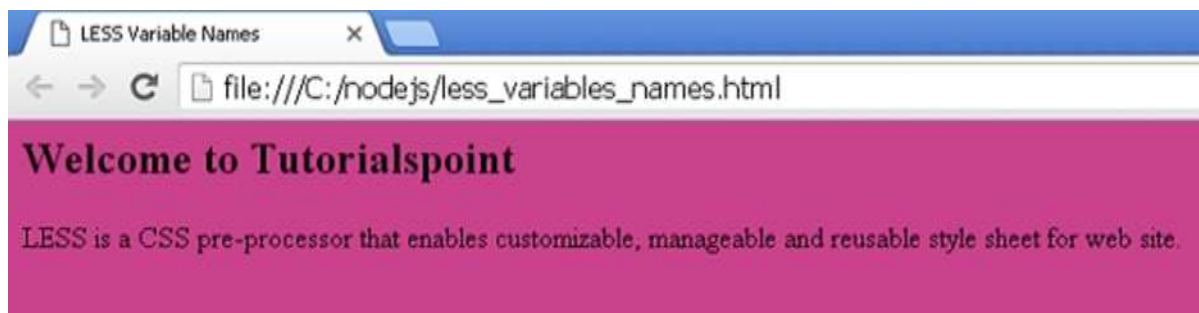 LESS Variable Names
file:///C:/nodejs/less_variables_names.html
Welcome to Tutorialspoint
LESS is a CSS pre-processor that enables customizable, manageable and reusable style sheet for web site.